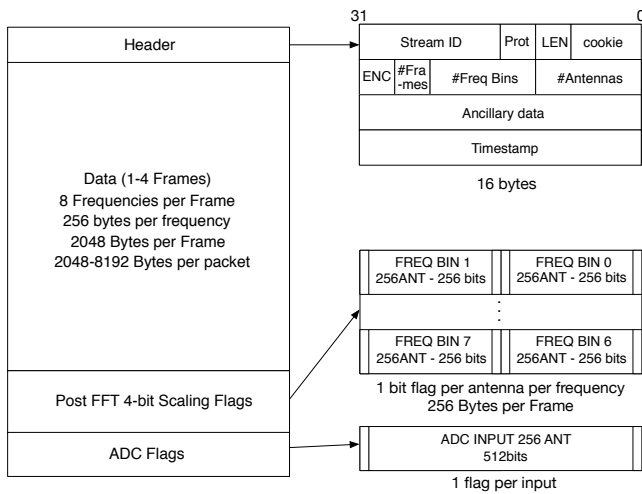 31
0
Header
Stream ID
Prot
LEN
cookie
ENC
#Fra
-mes
#Freq Bins
#Antennas
Ancillary data
Timestamp
16 bytes
Data (1-4 Frames)
8 Frequencies per Frame
256 bytes per frequency
2048 Bytes per Frame
2048-8192 Bytes per packet
FREQ BIN 1
256ANT - 256 bits
FREQ BIN 0
256ANT - 256 bits
FREQ BIN 7
256ANT - 256 bits
FREQ BIN 6
256ANT - 256 bits
1 bit flag per antenna per frequency
256 Bytes per Frame
Post FFT 4-bit Scaling Flags
ADC Flags
ADC INPUT 256 ANT
512bits
1 flag per input